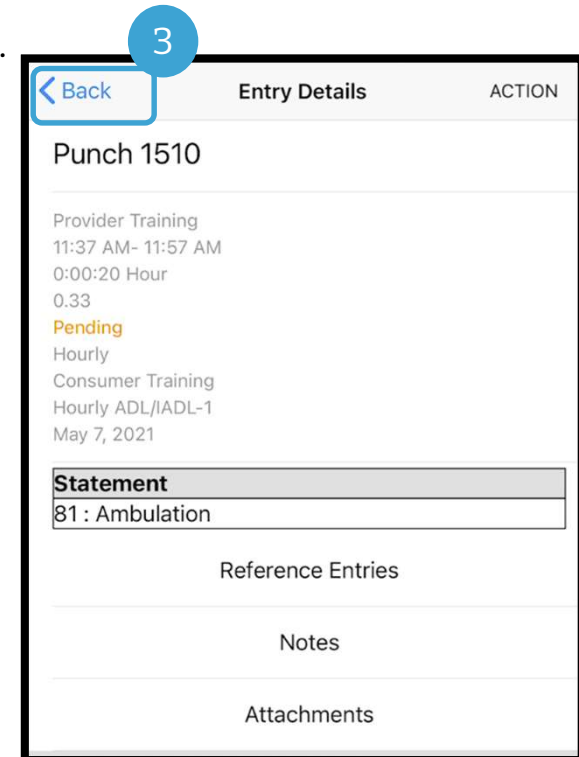 3
.
Back Entry Details ACTION
Punch 1510
Provider Training
11:37 AM- 11:57 AM
0:00:20 Hour
0.33
Pending
Hourly
Consumer Training
Hourly ADL/IADL-1
May 7, 2021
Statement
81 : Ambulation
Reference Entries
Notes
Attachments